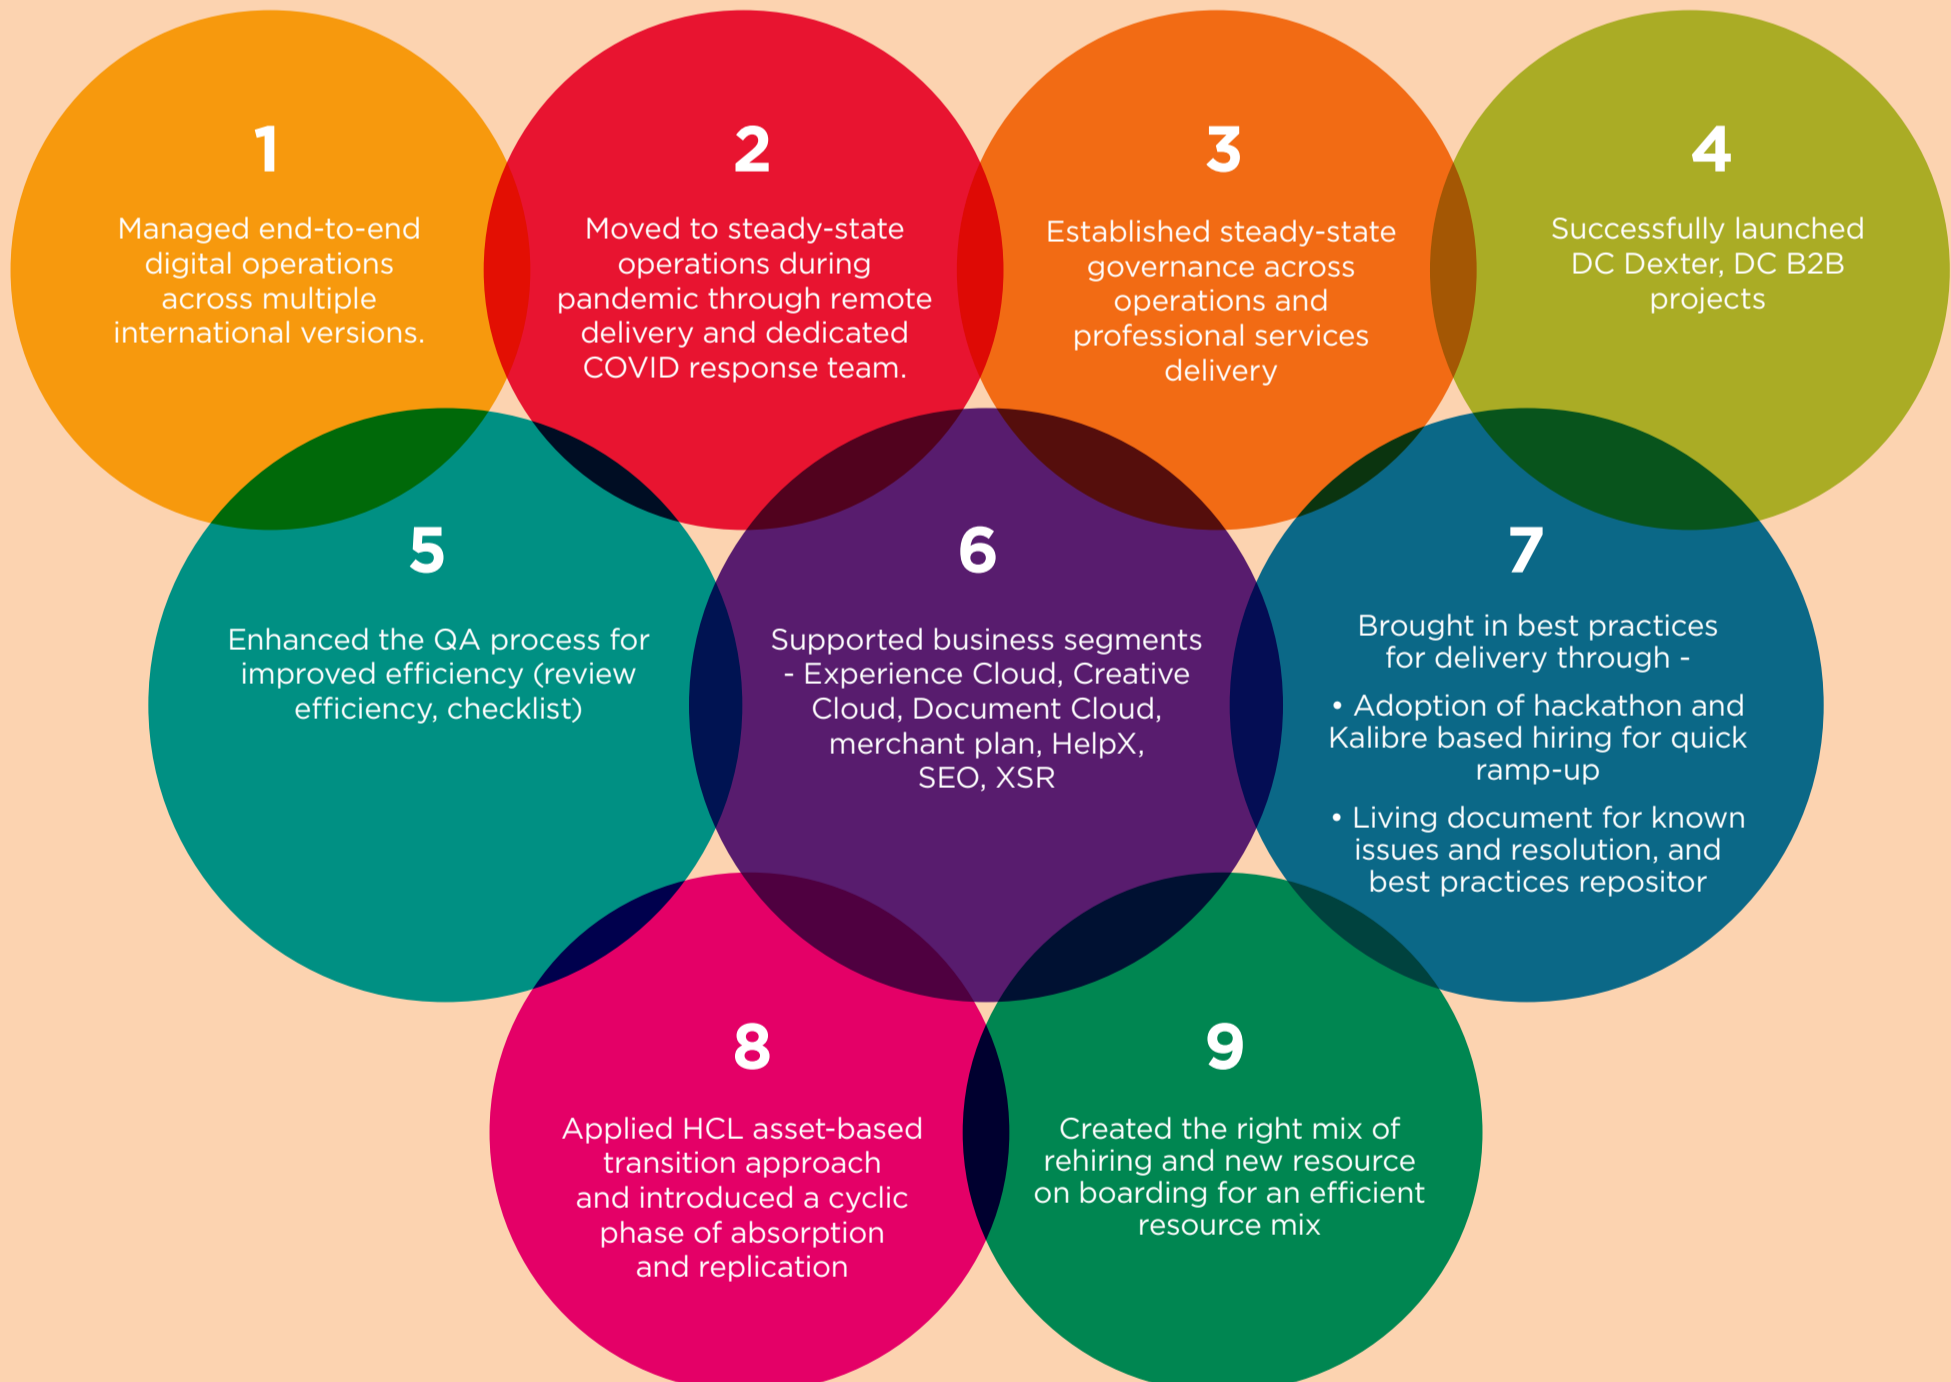 1
Managed end-to-end
digital operations
across multiple
international versions.
2
Moved to steady-state
operations during
pandemic through remote
delivery and dedicated
COVID response team.
3
Established steady-state
governance across
operations and
professional services
delivery
4
Successfully launched
DC Dexter, DC B2B
projects
5
Enhanced the QA process for
improved efficiency (review
efficiency, checklist)
6
Supported business segments
- Experience Cloud, Creative
Cloud, Document Cloud,
merchant plan, HelpX,
SEO, XSR
7
Brought in best practices
for delivery through -
• Adoption of hackathon and
Kalibre based hiring for quick
ramp-up
• Living document for known
issues and resolution, and
best practices repositor
8
Applied HCL asset-based
transition approach
and introduced a cyclic
phase of absorption
and replication
9
Created the right mix of
rehiring and new resource
on boarding for an efficient
resource mix